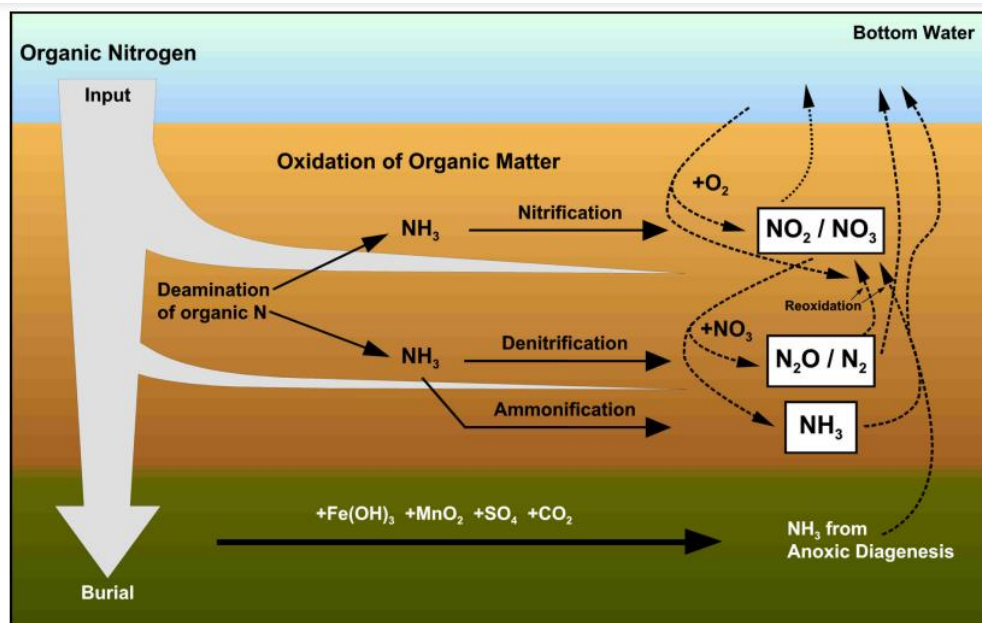 Bottom Water
Organic Nitrogen
Input
Oxidation of Organic Matter
+O₂
NH₃
Nitrification
NO₂ / NO₃
Deamination
of organic N
Reoxidation
+NO₃
NH₃
Denitrification
N₂O / N₂
Ammonification
NH₃
+Fe(OH)₃ +MnO₂ +SO₄ +CO₂
NH₃ from
Anoxic Diagenesis
Burial